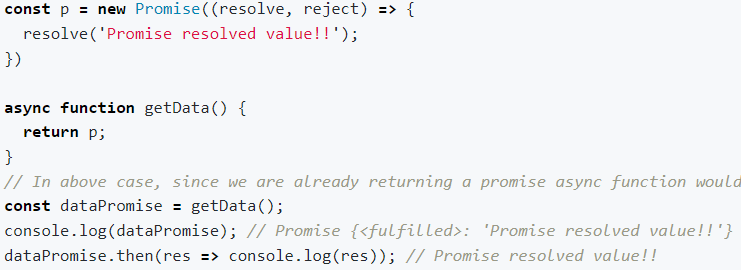 const p = new Promise((resolve, reject) => {
  resolve('Promise resolved value!!');
})
async function getData() {
  return p;
}
// In above case, since we are already returning a promise async function would
const dataPromise = getData();
console.log(dataPromise); // Promise {<fulfilled>: 'Promise resolved value!!'}
dataPromise.then(res => console.log(res)); // Promise resolved value!!